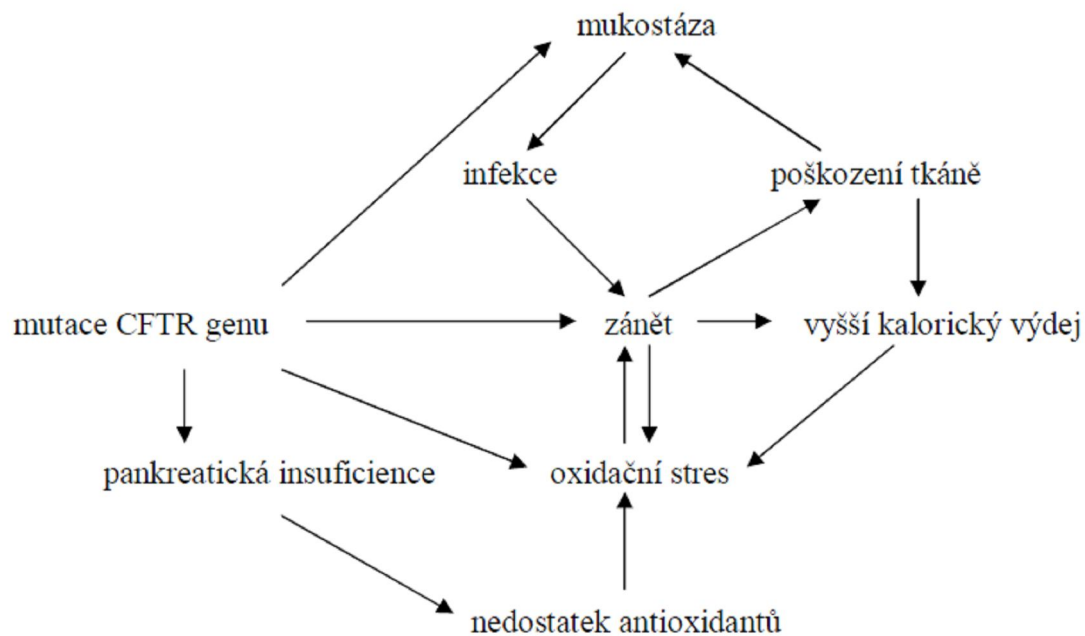 mukostáza
infekce
poškození tkáně
mutace CFTR genu
zánět
vyšší kalorický výdej
pankreatická insuficience
oxidační stres
nedostatek antioxidantů